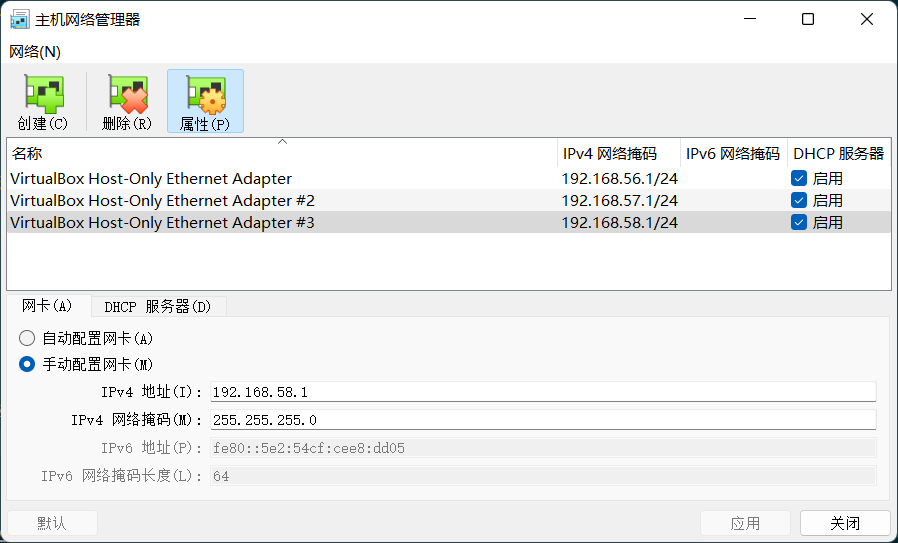 主机网络管理器
网络(N)
创建(C) 删除(R) 属性(P)
名称 IPv4 网络掩码 IPv6 网络掩码 DHCP 服务器
VirtualBox Host-Only Ethernet Adapter 192.168.56.1/24 启用
VirtualBox Host-Only Ethernet Adapter #2 192.168.57.1/24 启用
VirtualBox Host-Only Ethernet Adapter #3 192.168.58.1/24 启用
网卡(A) DHCP 服务器(D)
自动配置网卡(A)
手动配置网卡(M)
IPv4 地址(I): 192.168.58.1
IPv4 网络掩码(M): 255.255.255.0
IPv6 地址(P): fe80::5e2:54cf:cee8:dd05
IPv6 网络掩码长度(L): 64
默认 应用 关闭